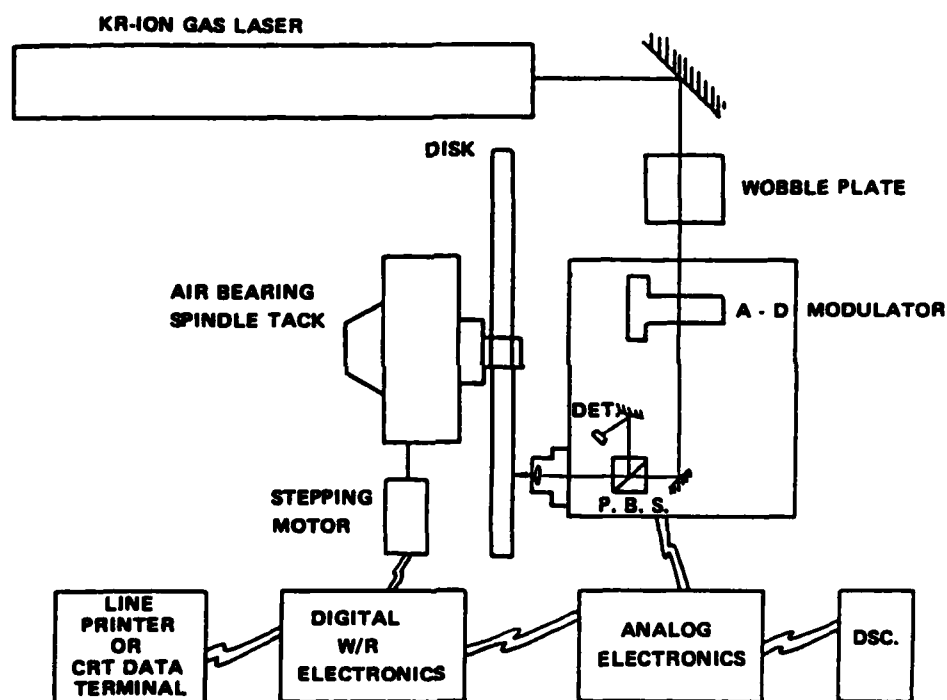 KR-ION GAS LASER
DISK
WOBBLE PLATE
AIR BEARING
SPINDLE TACK
A - D MODULATOR
DET.
P. B. S.
STEPPING
MOTOR
LINE
PRINTER
OR
CRT DATA
TERMINAL
DIGITAL
W/R
ELECTRONICS
ANALOG
ELECTRONICS
DSC.